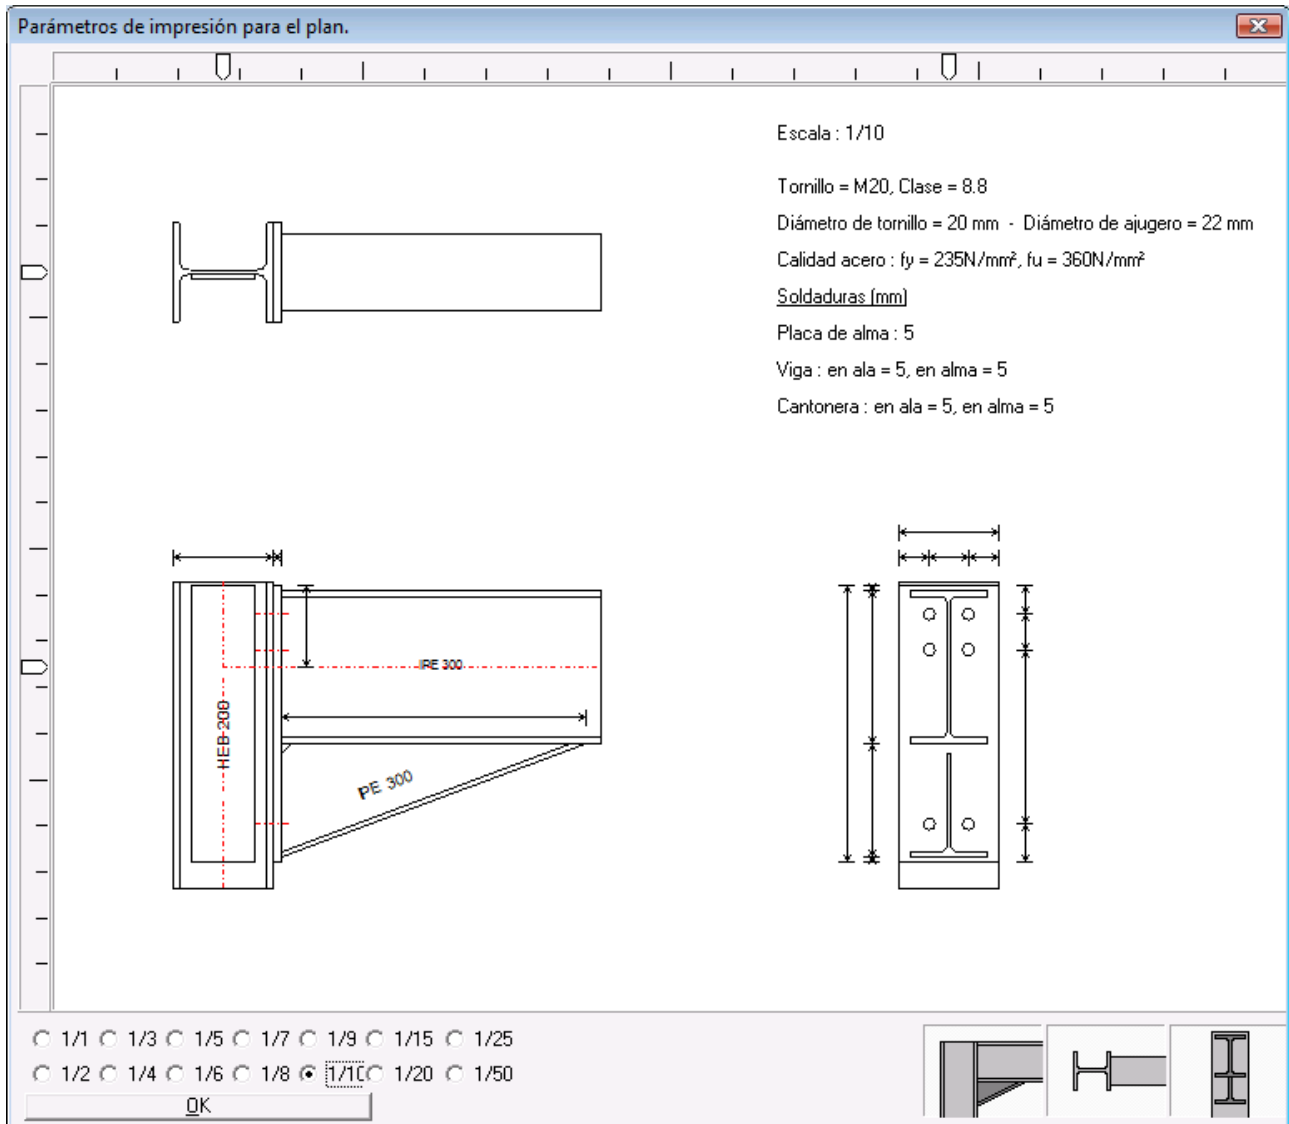 Parámetros de impresión para el plan.
Escala : 1/10
Tornillo = M20, Clase = 8.8
Diámetro de tornillo = 20 mm - Diámetro de ajugero = 22 mm
Calidad acero : fy = 235N/mm², fu = 360N/mm²
Soldaduras (mm)
Placa de alma : 5
Viga : en ala = 5, en alma = 5
Cantonera : en ala = 5, en alma = 5
IPE 300
HEB 200
PE 300
1/1 1/3 1/5 1/7 1/9 1/15 1/25
1/2 1/4 1/6 1/8 1/10 1/20 1/50
OK